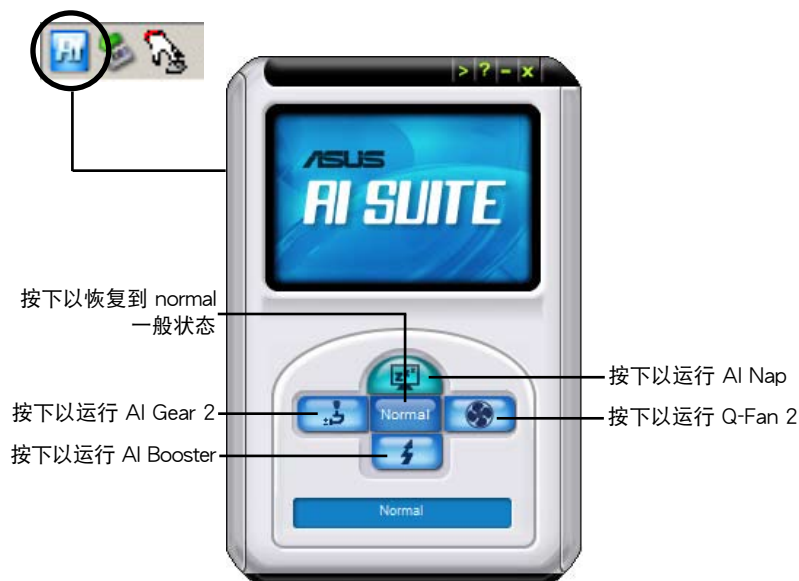 Ai
> ? - x
ASUS
AI SUITE
按下以恢复到 normal
一般状态
zzz
按下以运行 AI Nap
按下以运行 AI Gear 2
Normal
按下以运行 Q-Fan 2
按下以运行 AI Booster
Normal